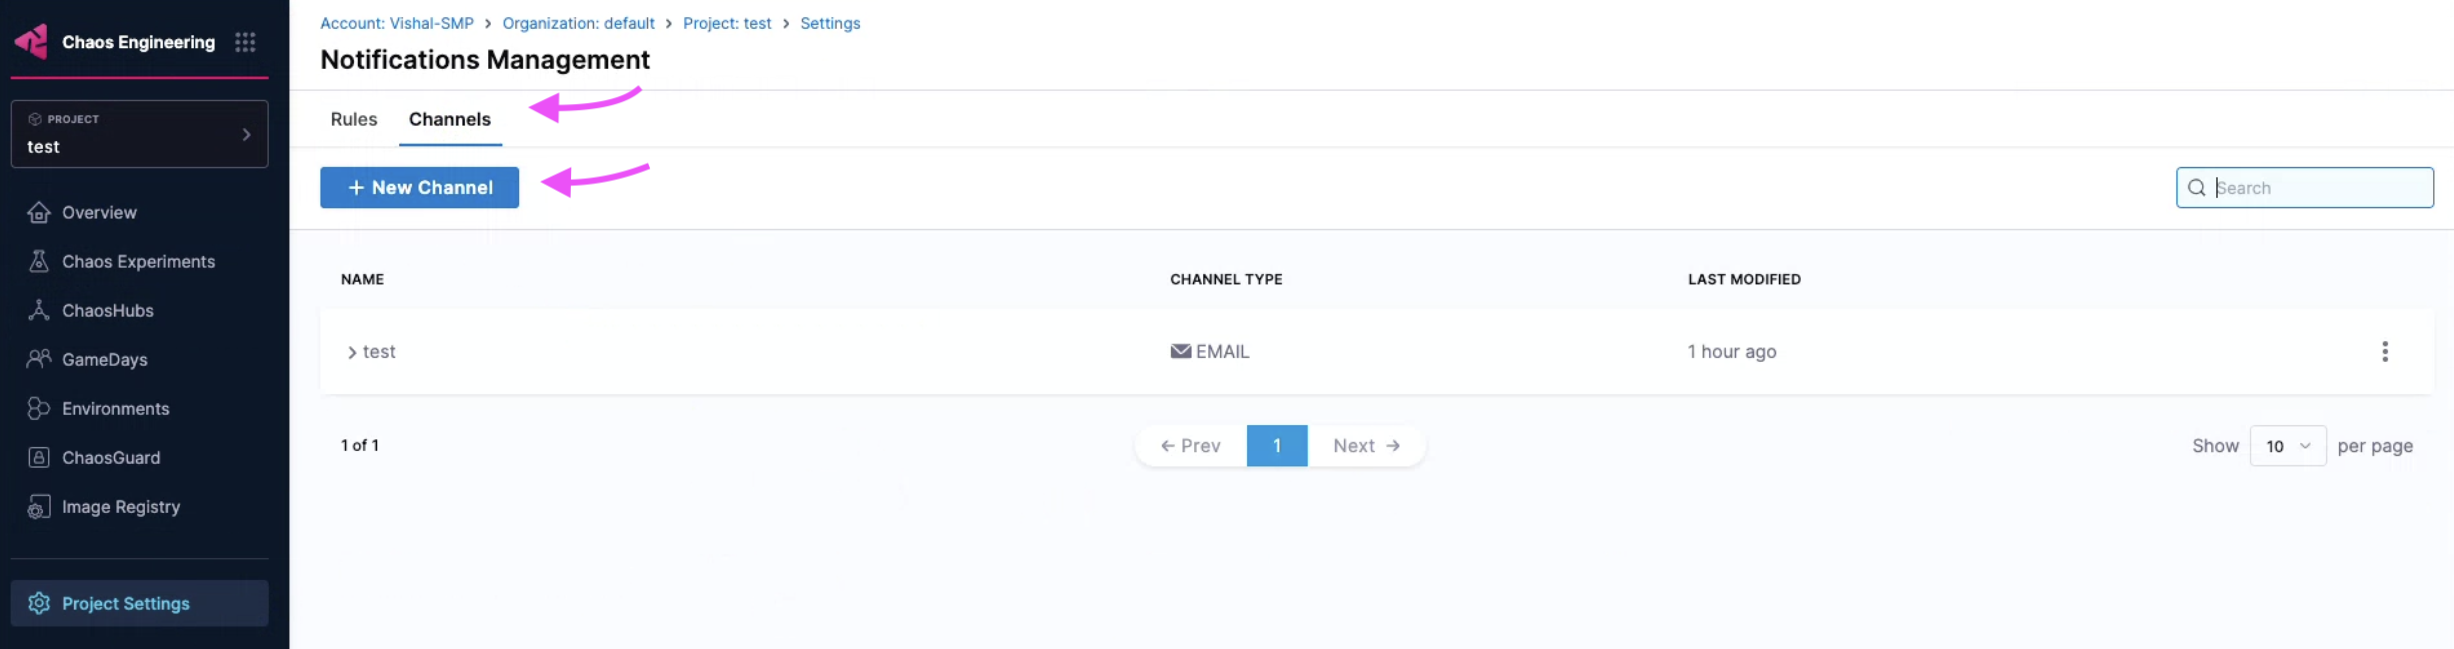 Chaos Engineering
PROJECT
test
Overview
Chaos Experiments
ChaosHubs
GameDays
Environments
ChaosGuard
Image Registry
Project Settings
Account: Vishal-SMP > Organization: default > Project: test > Settings
Notifications Management
Rules Channels
+ New Channel
Search
NAME CHANNEL TYPE LAST MODIFIED
> test EMAIL 1 hour ago
1 of 1 ← Prev 1 Next → Show 10 per page